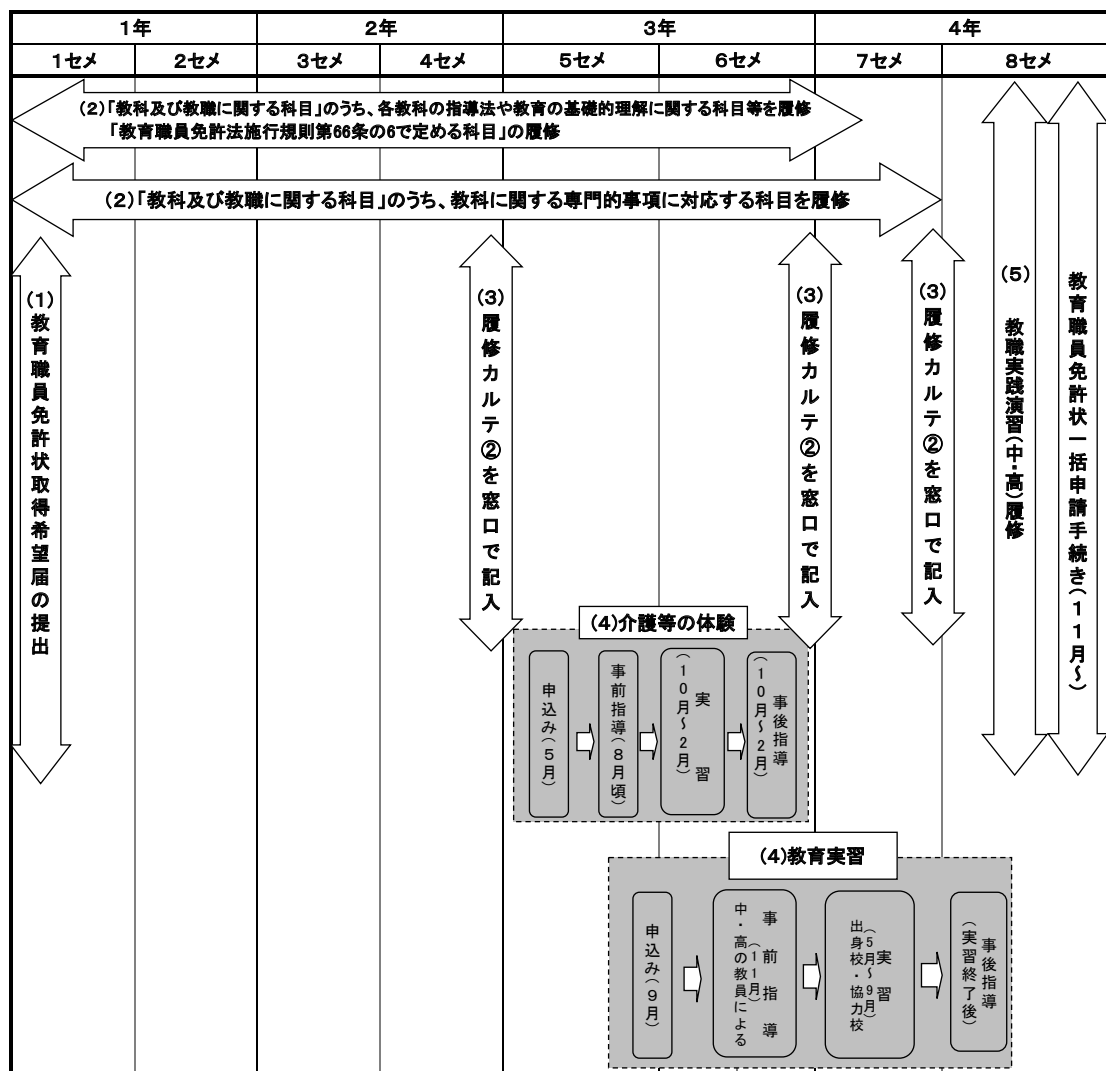 1年
2年
3年
4年
1セメ
2セメ
3セメ
4セメ
5セメ
6セメ
7セメ
8セメ
(2)「教科及び教職に関する科目」のうち、各教科の指導法や教育の基礎的理解に関する科目等を履修
「教育職員免許法施行規則第66条の6で定める科目」の履修
(2)「教科及び教職に関する科目」のうち、教科に関する専門的事項に対応する科目を履修
(1)教育職員免許状取得希望届の提出
(3)履修カルテ②を窓口で記入
(3)履修カルテ②を窓口で記入
(3)履修カルテ②を窓口で記入
(5) 教職実践演習(中・高)履修
教育職員免許状一括申請手続き(11月~)
(4)介護等の体験
申込み(5月)
事前指導(8月頃)
実習
(10月~2月)
事後指導
(10月~2月)
(4)教育実習
申込み(9月)
事前指導
(11月)
中・高の教員による
実習
(5月~9月)
出身校・協力校
事後指導
(実習終了後)